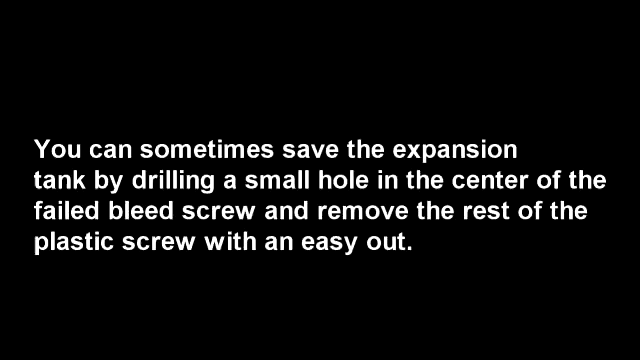 You can sometimes save the expansion
tank by drilling a small hole in the center of the
failed bleed screw and remove the rest of the
plastic screw with an easy out.